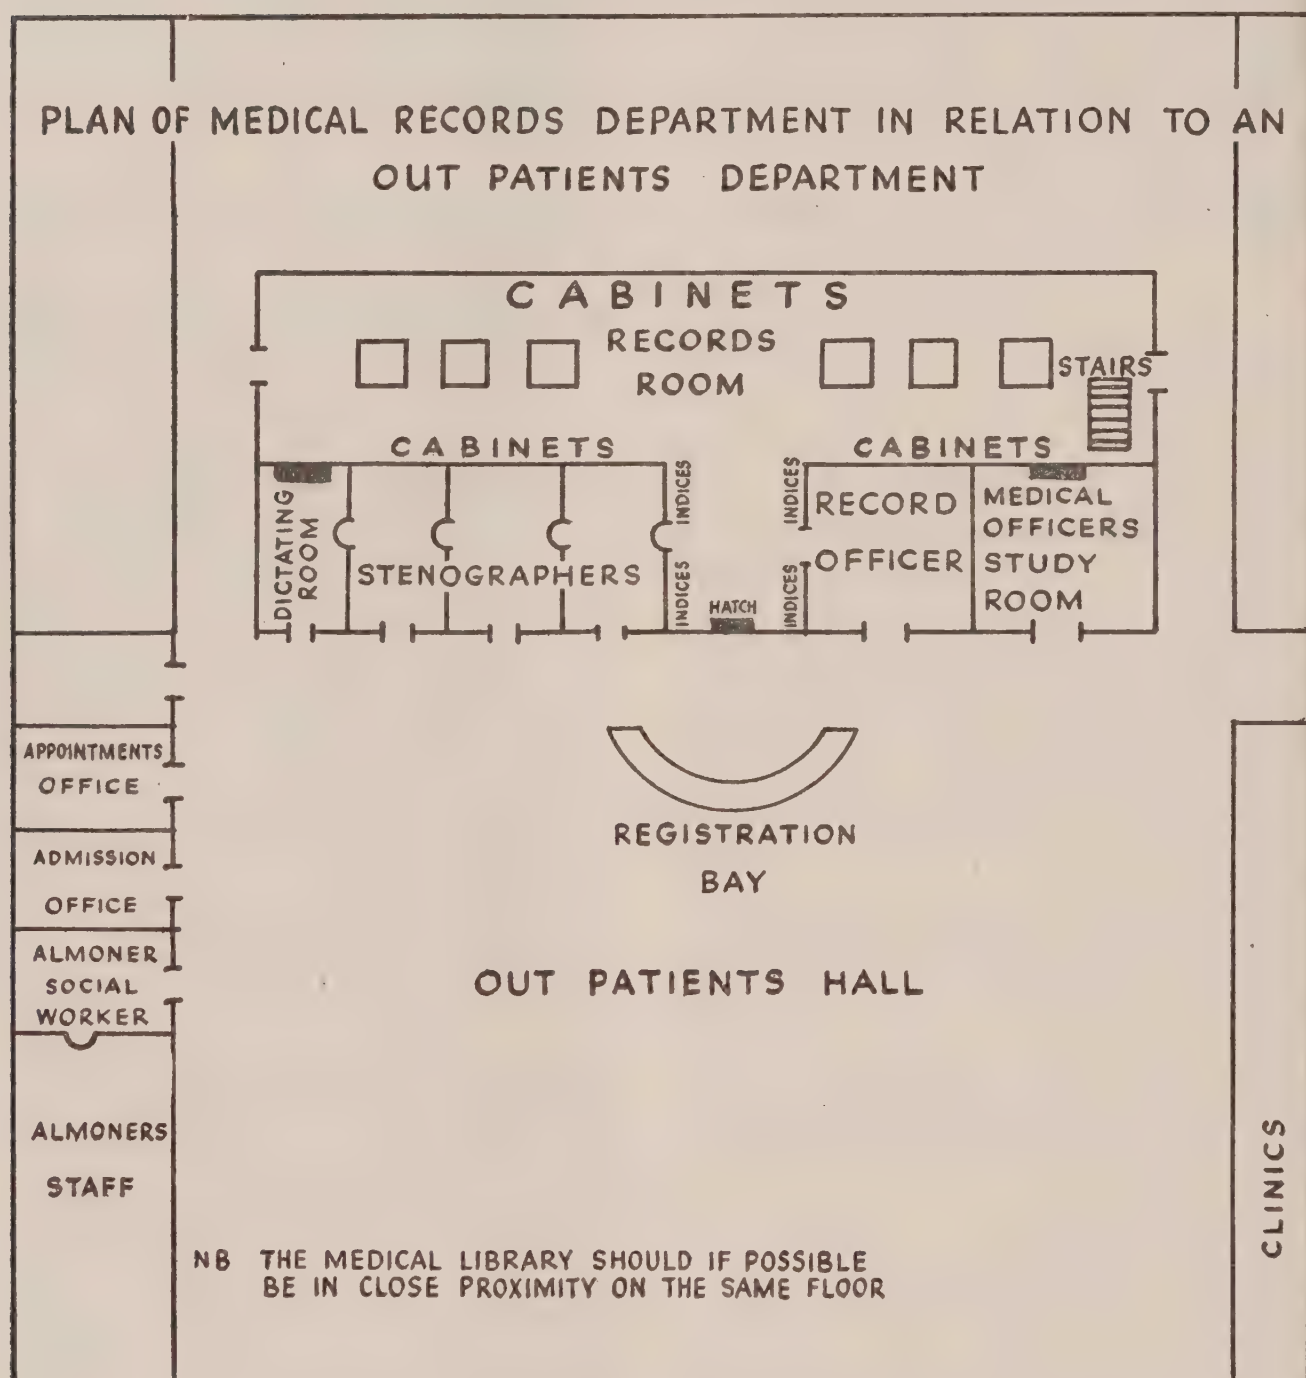 PLAN OF MEDICAL RECORDS DEPARTMENT IN RELATION TO AN
OUT PATIENTS DEPARTMENT
CABINETS
RECORDS
ROOM
STAIRS
CABINETS
CABINETS
DICTATING
ROOM
STENOGRAPHERS
INDICES
INDICES
HATCH
INDICES
INDICES
RECORD
OFFICER
MEDICAL
OFFICERS
STUDY
ROOM
APPOINTMENTS
OFFICE
ADMISSION
OFFICE
ALMONER
SOCIAL
WORKER
ALMONERS
STAFF
REGISTRATION
BAY
OUT PATIENTS HALL
CLINICS
NB THE MEDICAL LIBRARY SHOULD IF POSSIBLE
BE IN CLOSE PROXIMITY ON THE SAME FLOOR